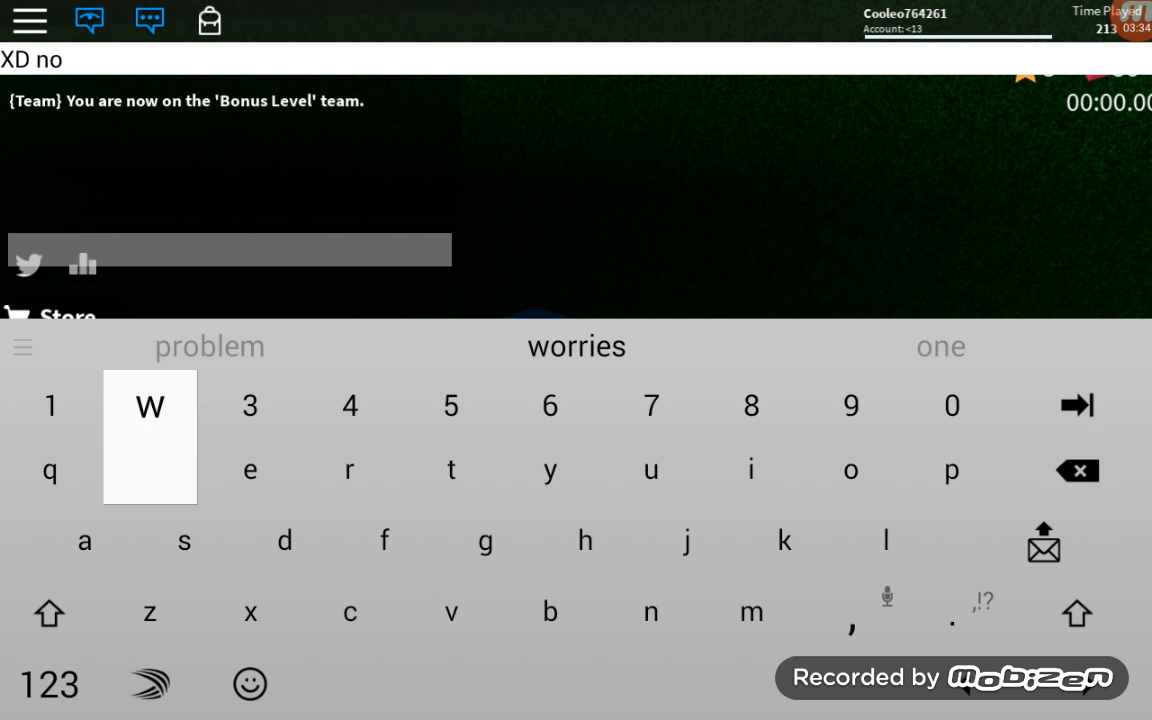 Cooleo764261
Account: <13
Time Played
213
03:34
XD no
{Team} You are now on the 'Bonus Level' team.
00:00.00
Store
problem worries one
1 W 3 4 5 6 7 8 9 0
q e r t y u i o p
a s d f g h j k l
z x c v b n m , . ,!?
123
Recorded by mobizen